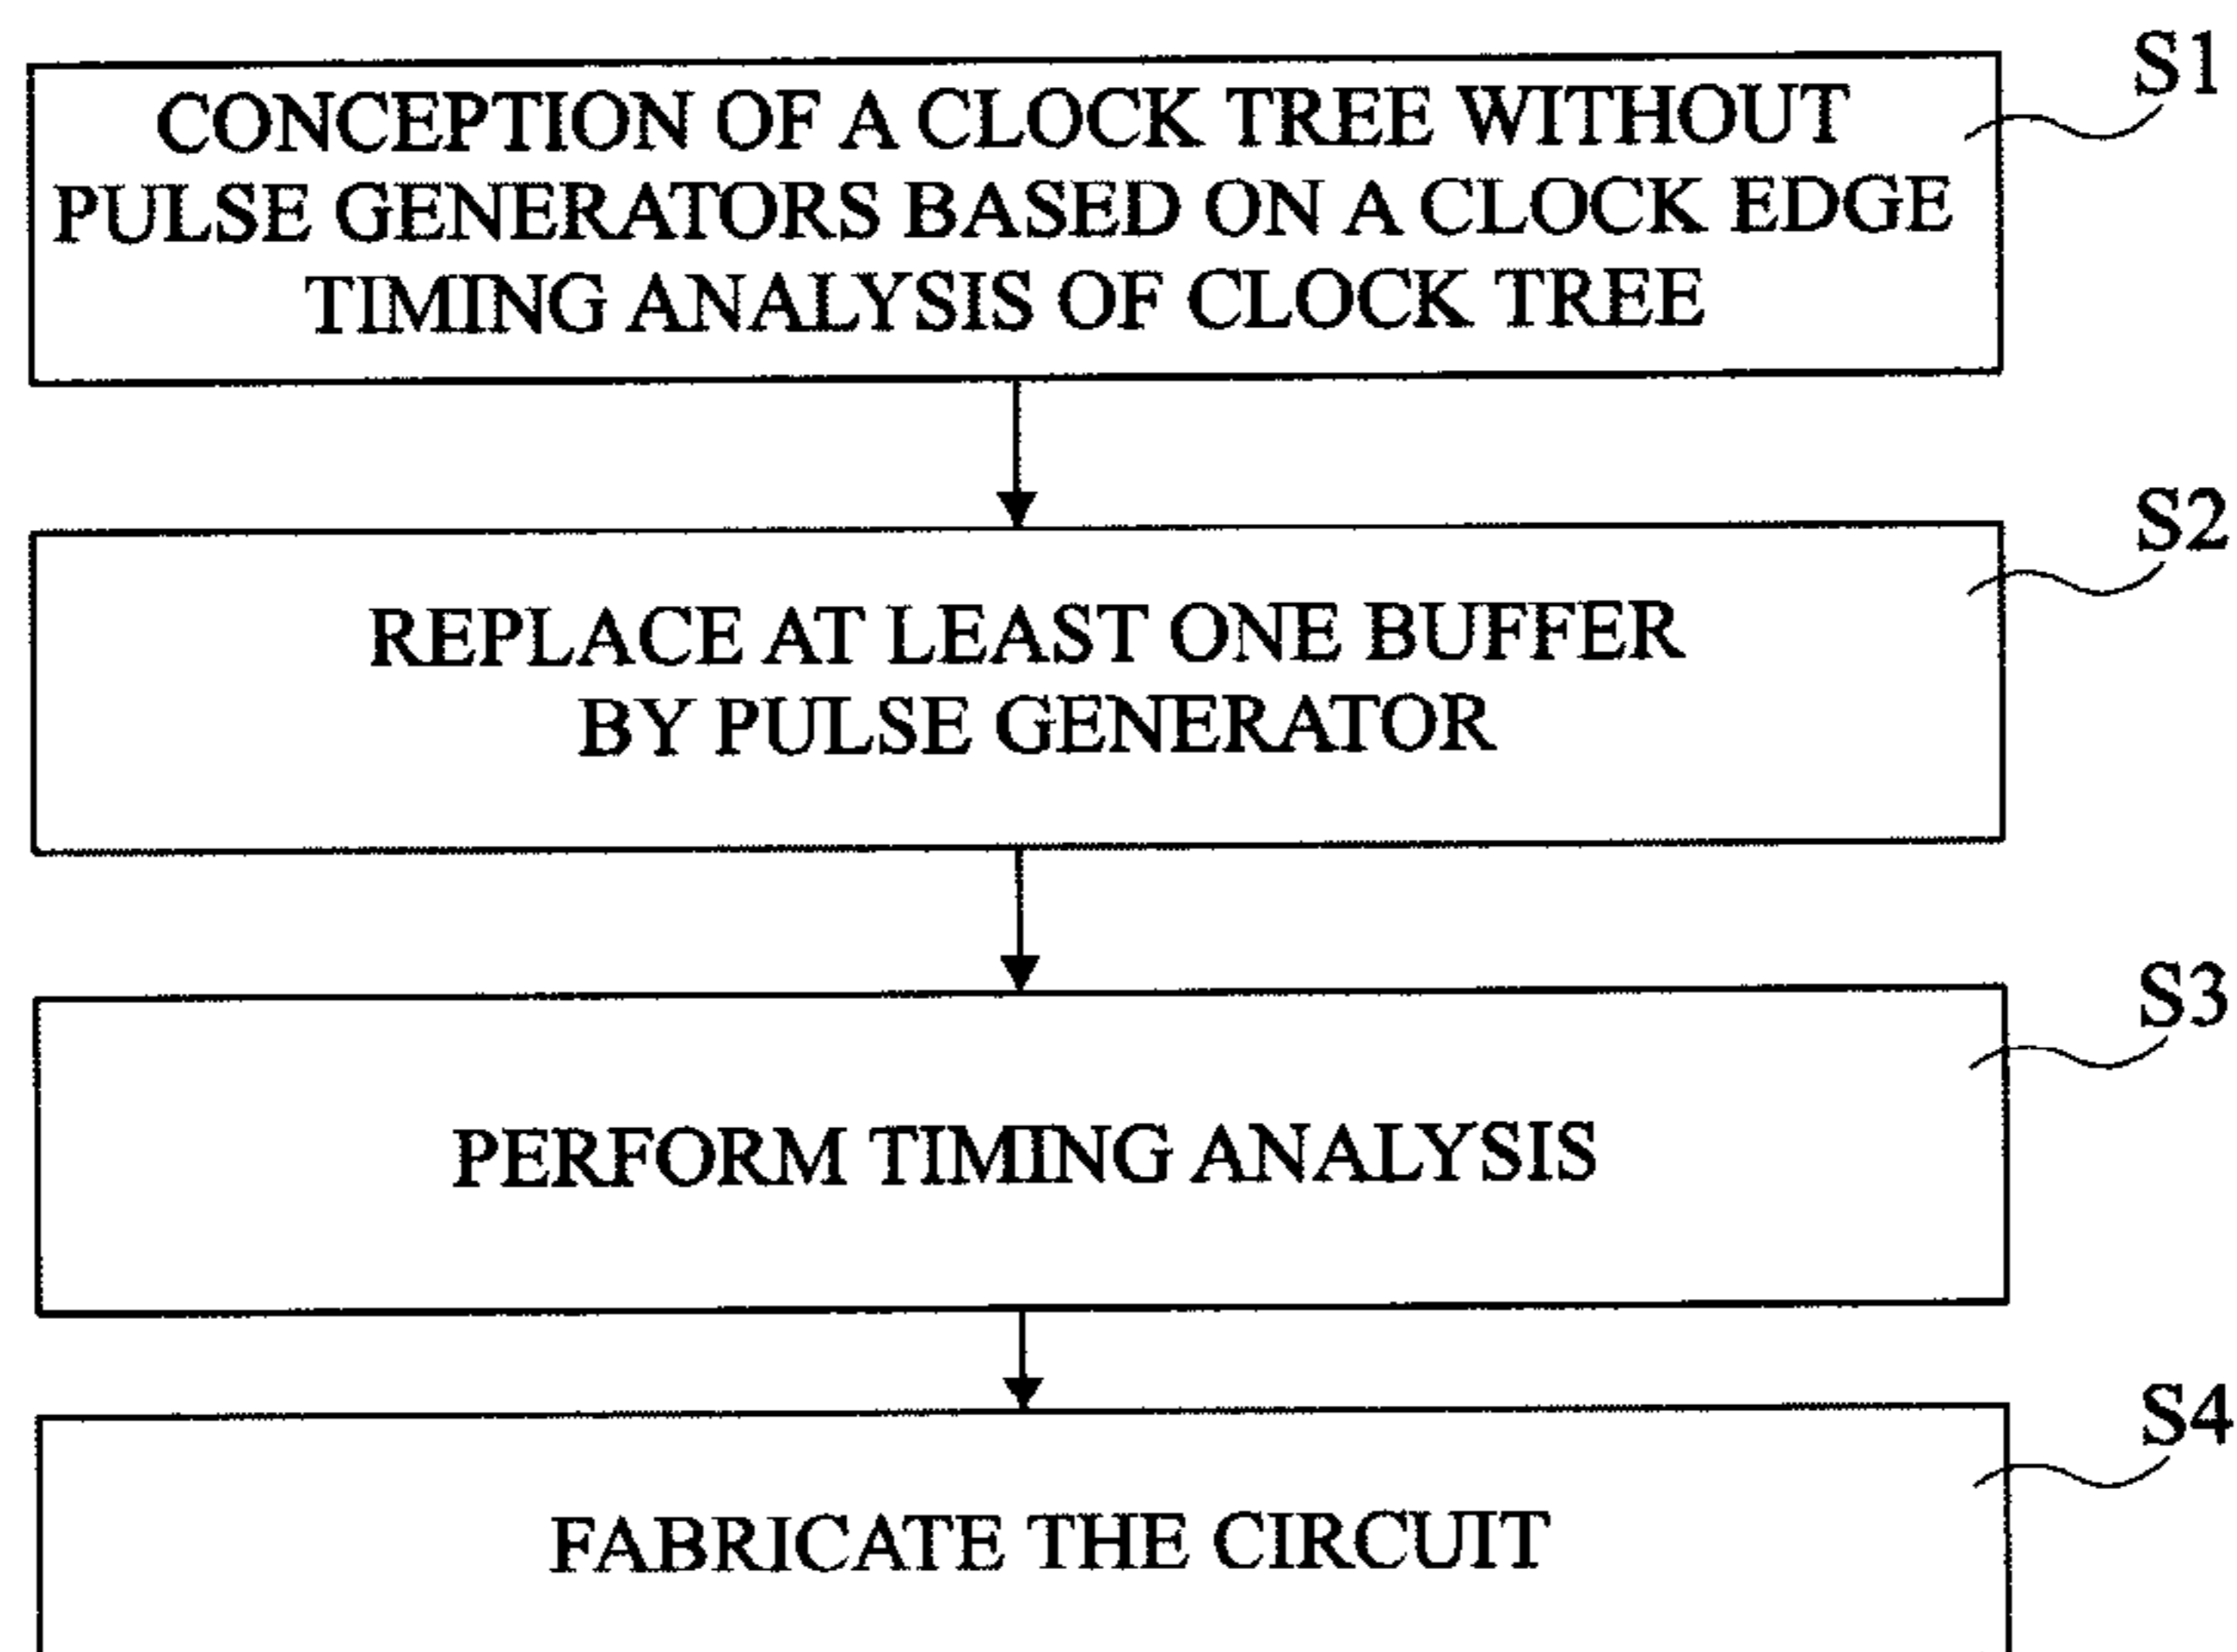 S1
CONCEPTION OF A CLOCK TREE WITHOUT
PULSE GENERATORS BASED ON A CLOCK EDGE
TIMING ANALYSIS OF CLOCK TREE
S2
REPLACE AT LEAST ONE BUFFER
BY PULSE GENERATOR
S3
PERFORM TIMING ANALYSIS
S4
FABRICATE THE CIRCUIT